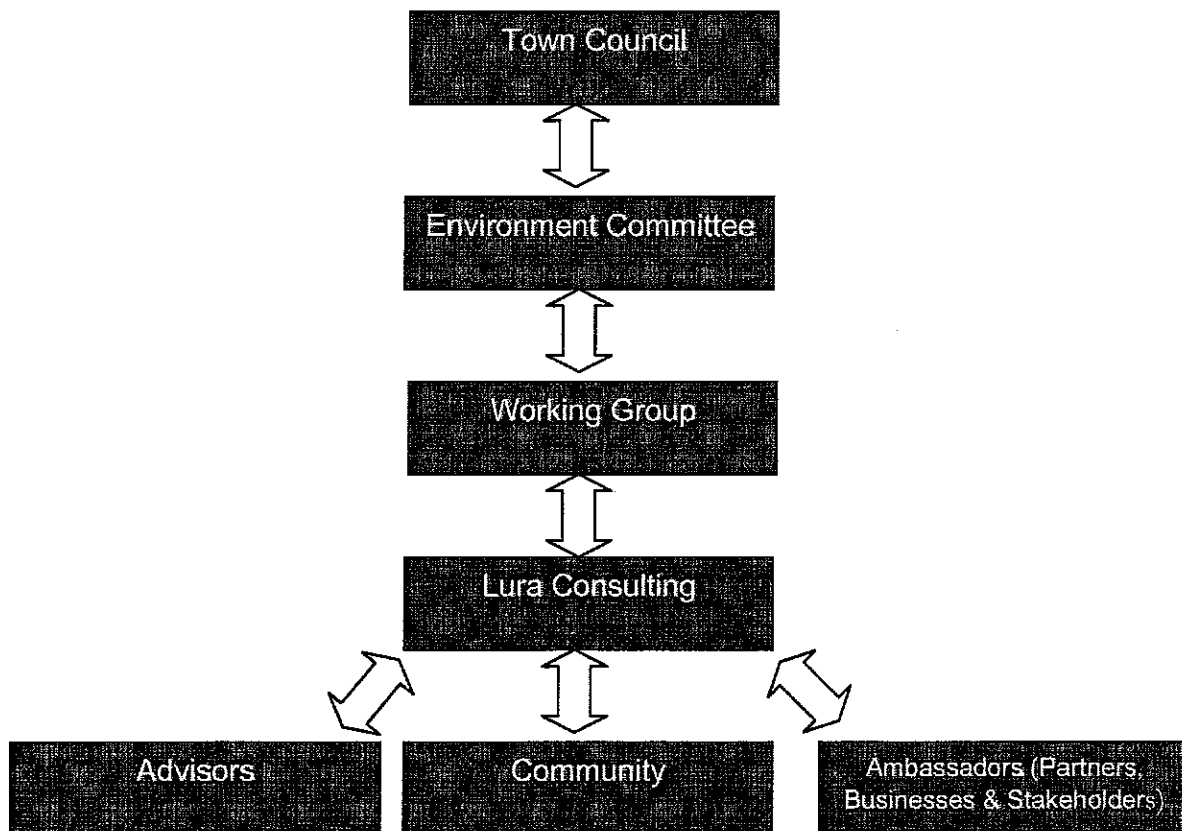 Town Council
Environment Committee
Working Group
Lura Consulting
Advisors
Community
Ambassadors (Partners,
Businesses & Stakeholders)